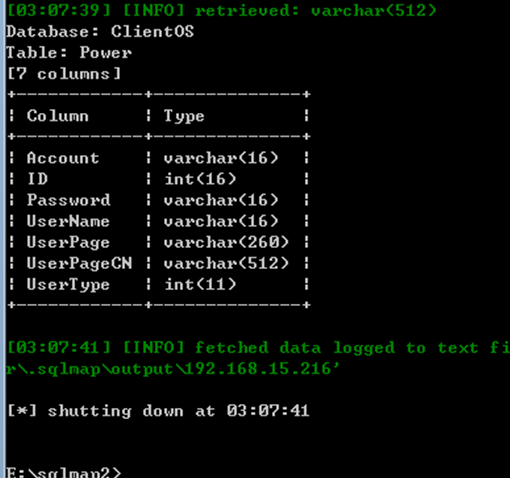 [03:07:39] [INFO] retrieved: varchar(512)
Database: ClientOS
Table: Power
[7 columns]
+------------+--------------+
| Column     | Type         |
+------------+--------------+
| Account    | varchar(16)  |
| ID         | int(16)      |
| Password   | varchar(16)  |
| UserName   | varchar(16)  |
| UserPage   | varchar(260) |
| UserPageCN | varchar(512) |
| UserType   | int(11)      |
+------------+--------------+
[03:07:41] [INFO] fetched data logged to text fi
r\.sqlmap\output\192.168.15.216'
[*] shutting down at 03:07:41
E:\sqlmap2>